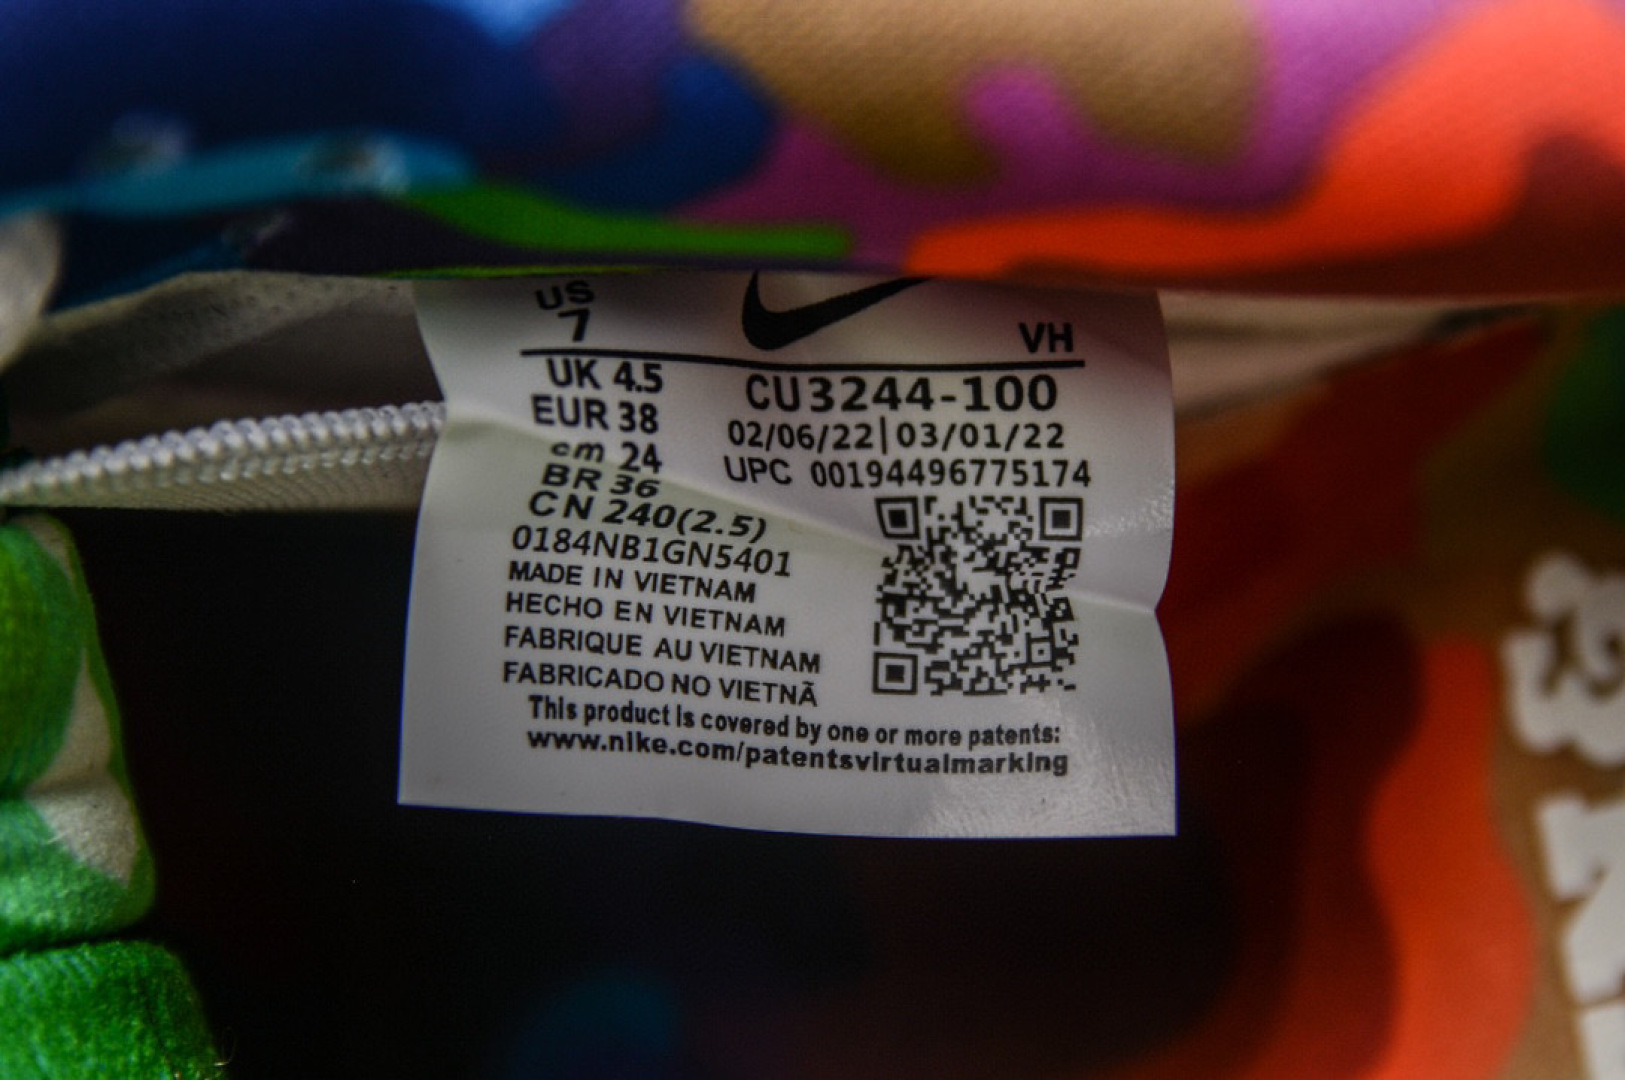 US
7
VH
UK 4.5
EUR 38
cm 24
BR 36
CN 240(2.5)
CU3244-100
02/06/22|03/01/22
UPC 00194496775174
0184NB1GN5401
MADE IN VIETNAM
HECHO EN VIETNAM
FABRIQUE AU VIETNAM
FABRICADO NO VIETNÃ
This product is covered by one or more patents:
www.nike.com/patentsvirtualmarking